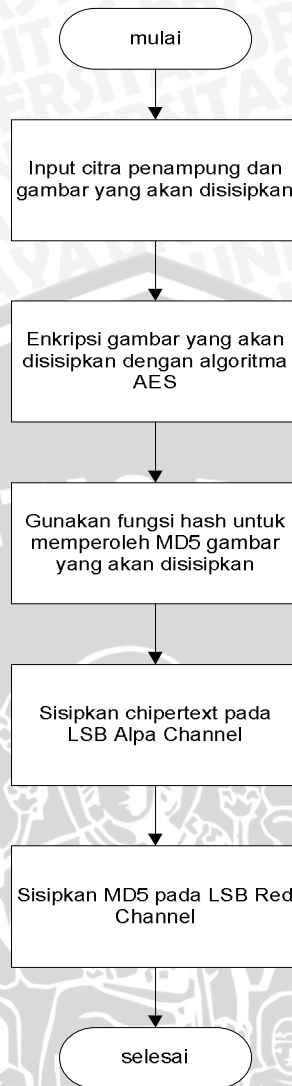 mulai
Input citra penampung dan
gambar yang akan disisipkan
Enkripsi gambar yang akan
disisipkan dengan algoritma
AES
Gunakan fungsi hash untuk
memperoleh MD5 gambar
yang akan disisipkan
Sisipkan chipertext pada
LSB Alpa Channel
Sisipkan MD5 pada LSB Red
Channel
selesai